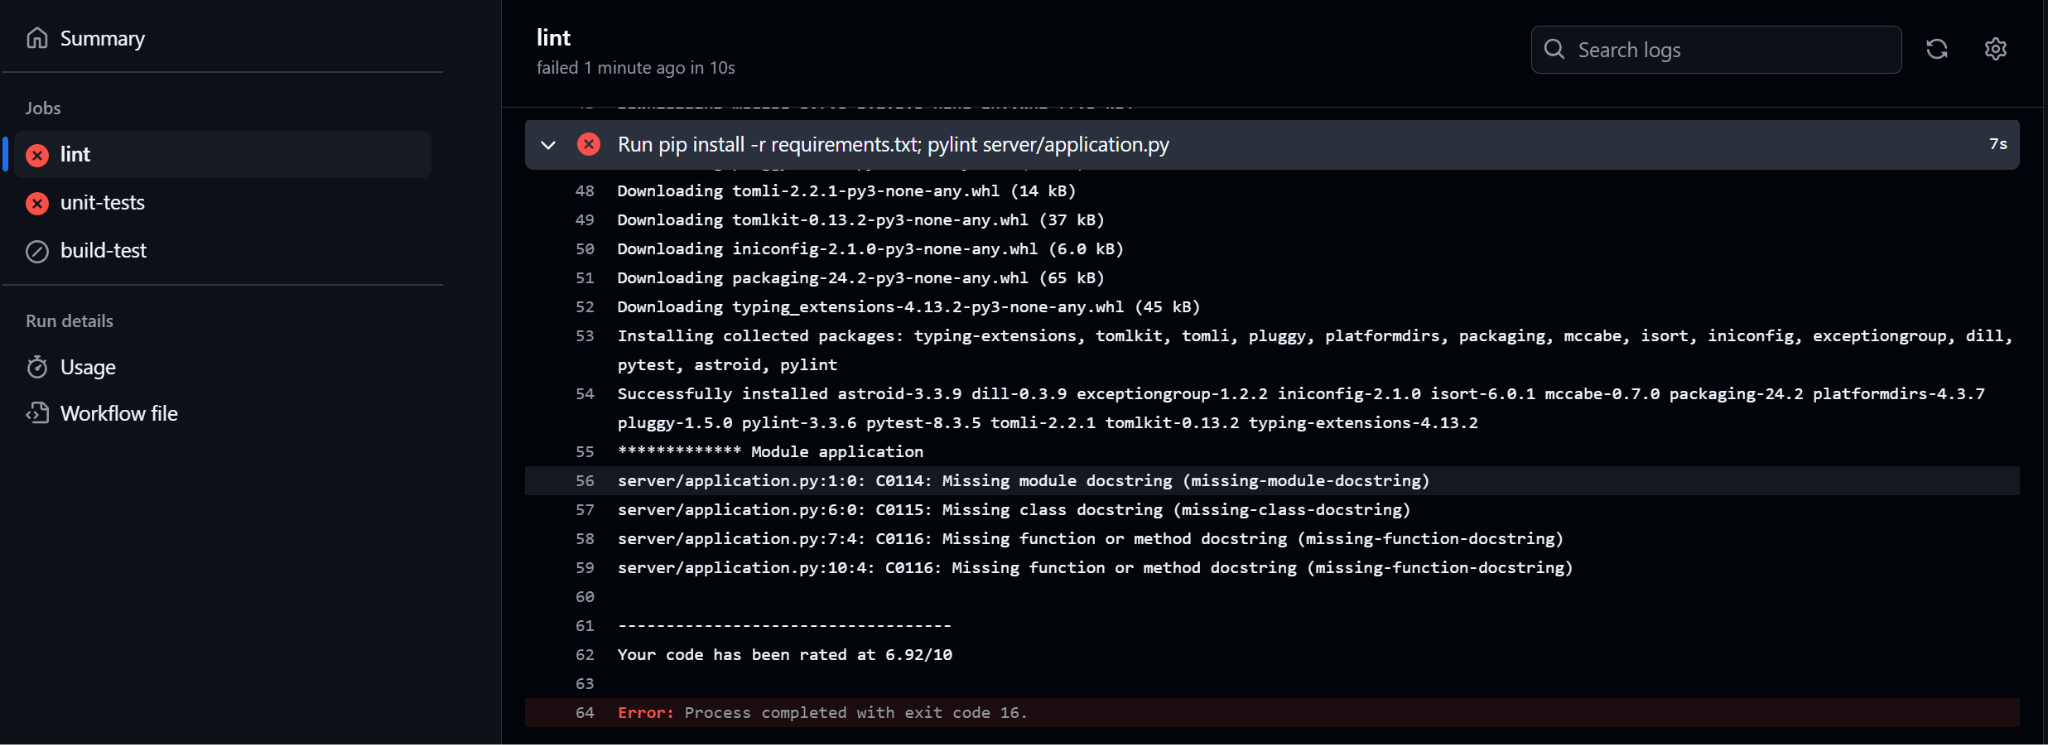 Summary
Jobs
lint
unit-tests
build-test
Run details
Usage
Workflow file
lint
failed 1 minute ago in 10s
Search logs
Run pip install -r requirements.txt; pylint server/application.py
7s
48 Downloading tomli-2.2.1-py3-none-any.whl (14 kB)
49 Downloading tomlkit-0.13.2-py3-none-any.whl (37 kB)
50 Downloading iniconfig-2.1.0-py3-none-any.whl (6.0 kB)
51 Downloading packaging-24.2-py3-none-any.whl (65 kB)
52 Downloading typing_extensions-4.13.2-py3-none-any.whl (45 kB)
53 Installing collected packages: typing-extensions, tomlkit, tomli, pluggy, platformdirs, packaging, mccabe, isort, iniconfig, exceptiongroup, dill,
pytest, astroid, pylint
54 Successfully installed astroid-3.3.9 dill-0.3.9 exceptiongroup-1.2.2 iniconfig-2.1.0 isort-6.0.1 mccabe-0.7.0 packaging-24.2 platformdirs-4.3.7
pluggy-1.5.0 pylint-3.3.6 pytest-8.3.5 tomli-2.2.1 tomlkit-0.13.2 typing-extensions-4.13.2
55 ************* Module application
56 server/application.py:1:0: C0114: Missing module docstring (missing-module-docstring)
57 server/application.py:6:0: C0115: Missing class docstring (missing-class-docstring)
58 server/application.py:7:4: C0116: Missing function or method docstring (missing-function-docstring)
59 server/application.py:10:4: C0116: Missing function or method docstring (missing-function-docstring)
60
61 -----------------------------------
62 Your code has been rated at 6.92/10
63
64 Error: Process completed with exit code 16.